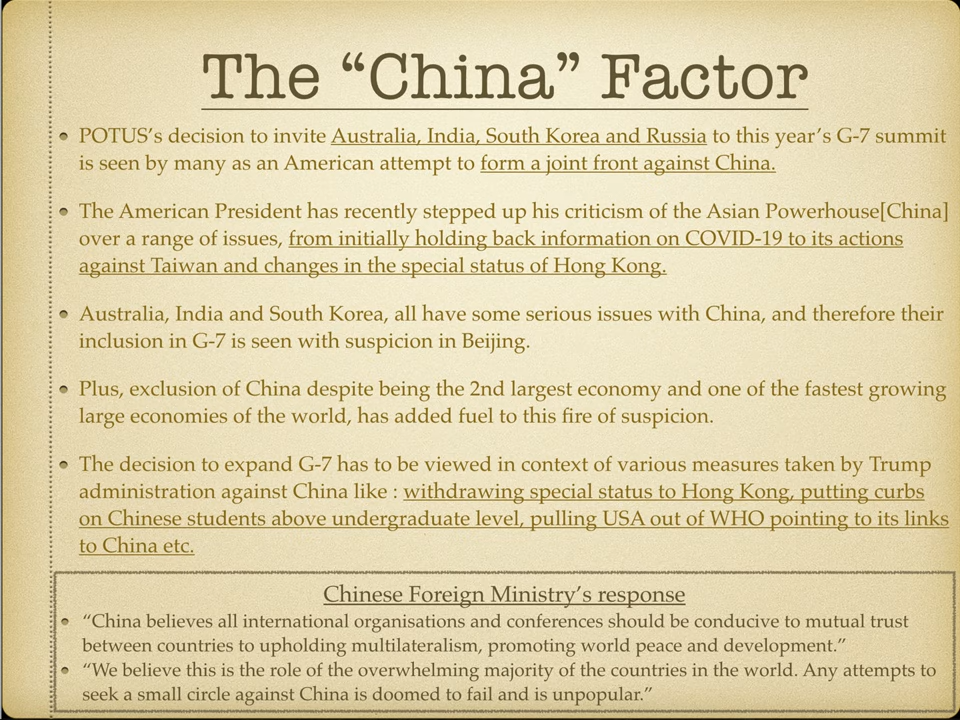 The “China” Factor
POTUS’s decision to invite Australia, India, South Korea and Russia to this year’s G-7 summit
is seen by many as an American attempt to form a joint front against China.
The American President has recently stepped up his criticism of the Asian Powerhouse[China]
over a range of issues, from initially holding back information on COVID-19 to its actions
against Taiwan and changes in the special status of Hong Kong.
Australia, India and South Korea, all have some serious issues with China, and therefore their
inclusion in G-7 is seen with suspicion in Beijing.
Plus, exclusion of China despite being the 2nd largest economy and one of the fastest growing
large economies of the world, has added fuel to this fire of suspicion.
The decision to expand G-7 has to be viewed in context of various measures taken by Trump
administration against China like : withdrawing special status to Hong Kong, putting curbs
on Chinese students above undergraduate level, pulling USA out of WHO pointing to its links
to China etc.
Chinese Foreign Ministry’s response
“China believes all international organisations and conferences should be conducive to mutual trust
between countries to upholding multilateralism, promoting world peace and development.”
“We believe this is the role of the overwhelming majority of the countries in the world. Any attempts to
seek a small circle against China is doomed to fail and is unpopular.”